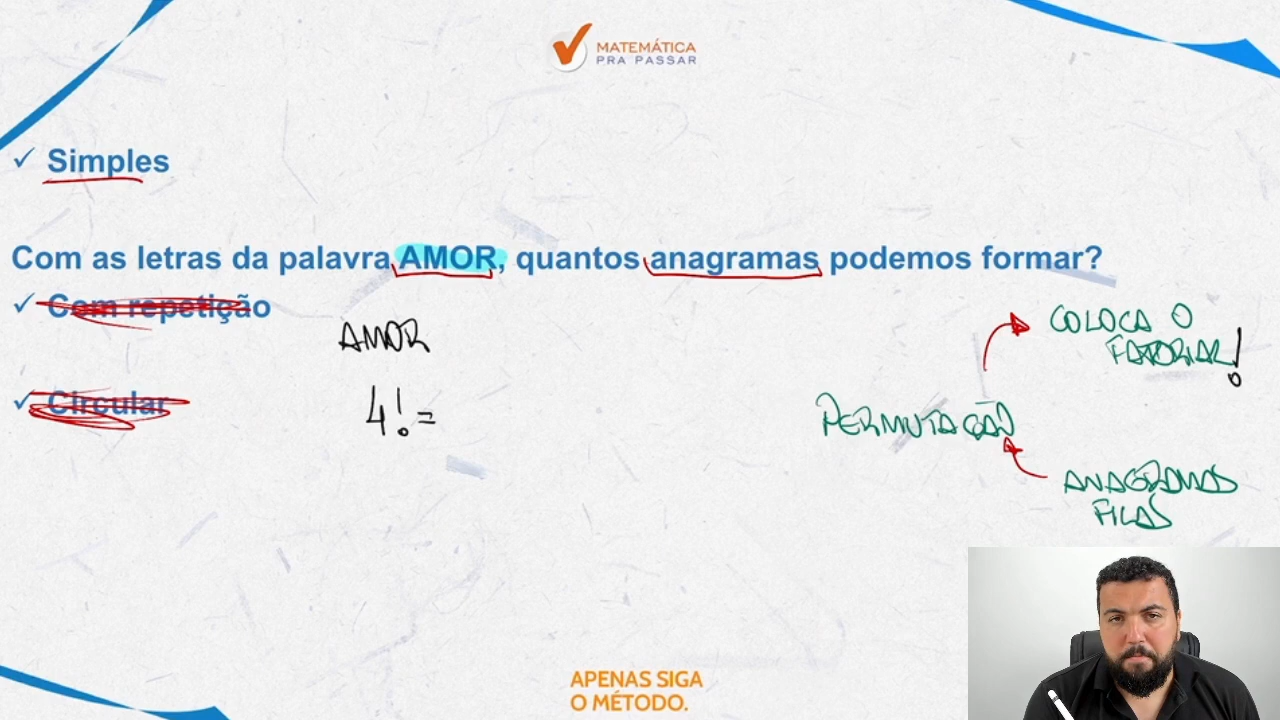 MATEMÁTICA
PRA PASSAR
✓ Simples
Com as letras da palavra AMOR, quantos anagramas podemos formar?
✓ Com repetição
✓ Circular
AMOR
4! =
COLOCA O
FATORIAL!
PERMUTAÇÃO
ANAGRAMAS
FILAS
APENAS SIGA
O MÉTODO.